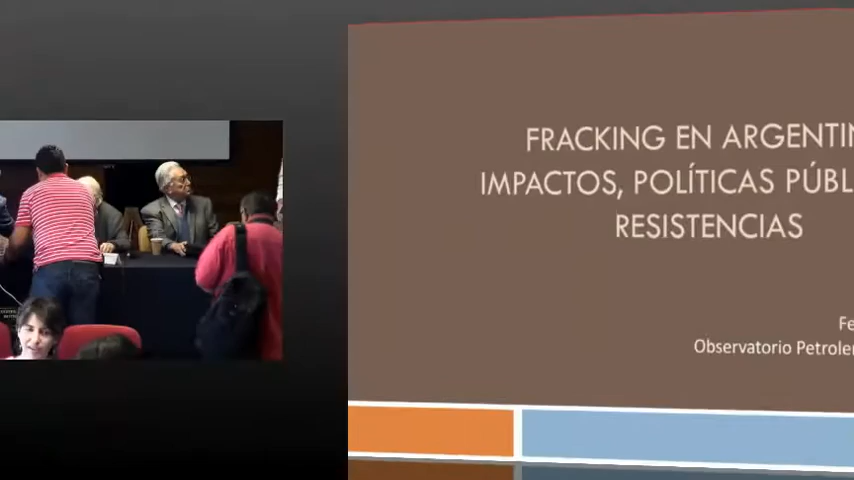 FRACKING EN ARGENTIN
IMPACTOS, POLÍTICAS PÚBL
RESISTENCIAS
Fe
Observatorio Petrole